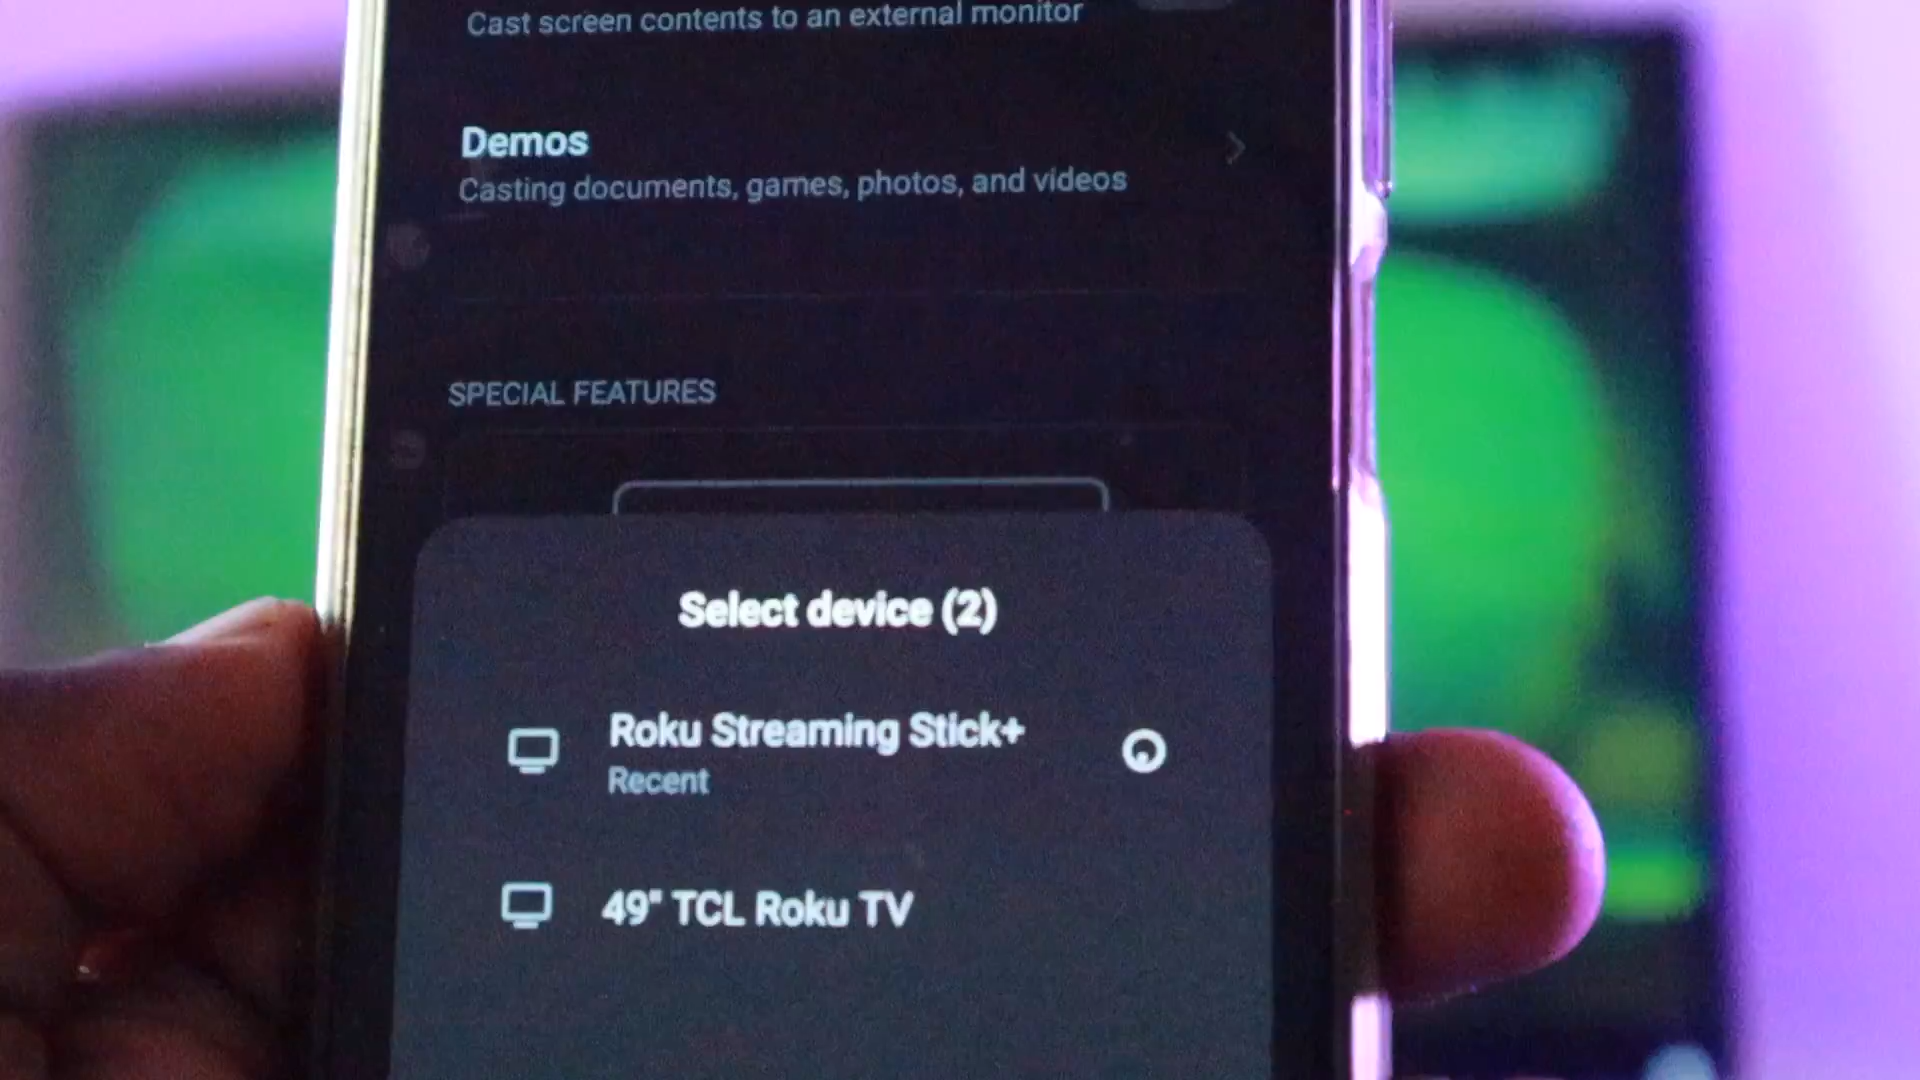 Cast screen contents to an external monitor
Demos
Casting documents, games, photos, and videos
SPECIAL FEATURES
Select device (2)
Roku Streaming Stick+
Recent
49" TCL Roku TV